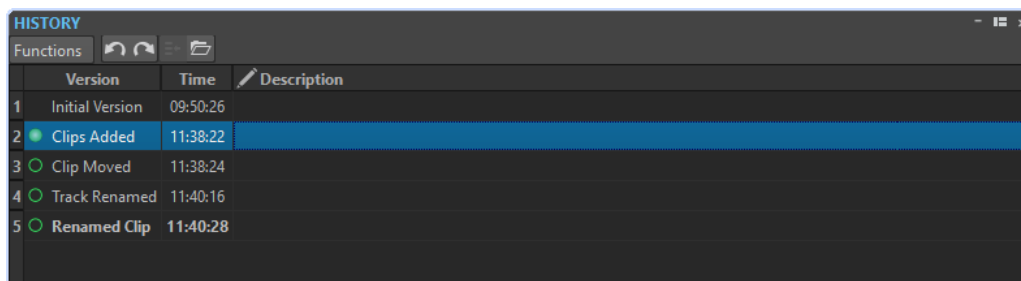 HISTORY
Functions
Version Time Description
1 Initial Version 09:50:26
2 Clips Added 11:38:22
3 Clip Moved 11:38:24
4 Track Renamed 11:40:16
5 Renamed Clip 11:40:28